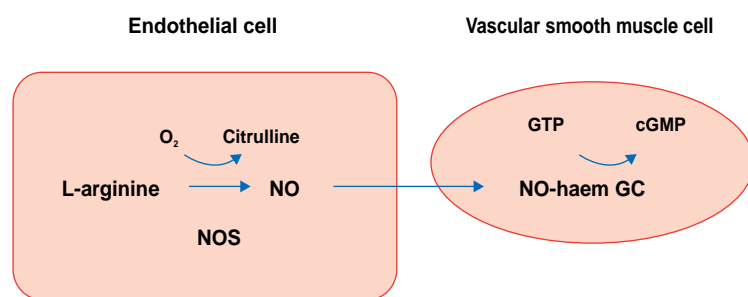 Endothelial cell
Vascular smooth muscle cell
O₂
Citrulline
GTP
cGMP
L-arginine
NO
NO-haem GC
NOS